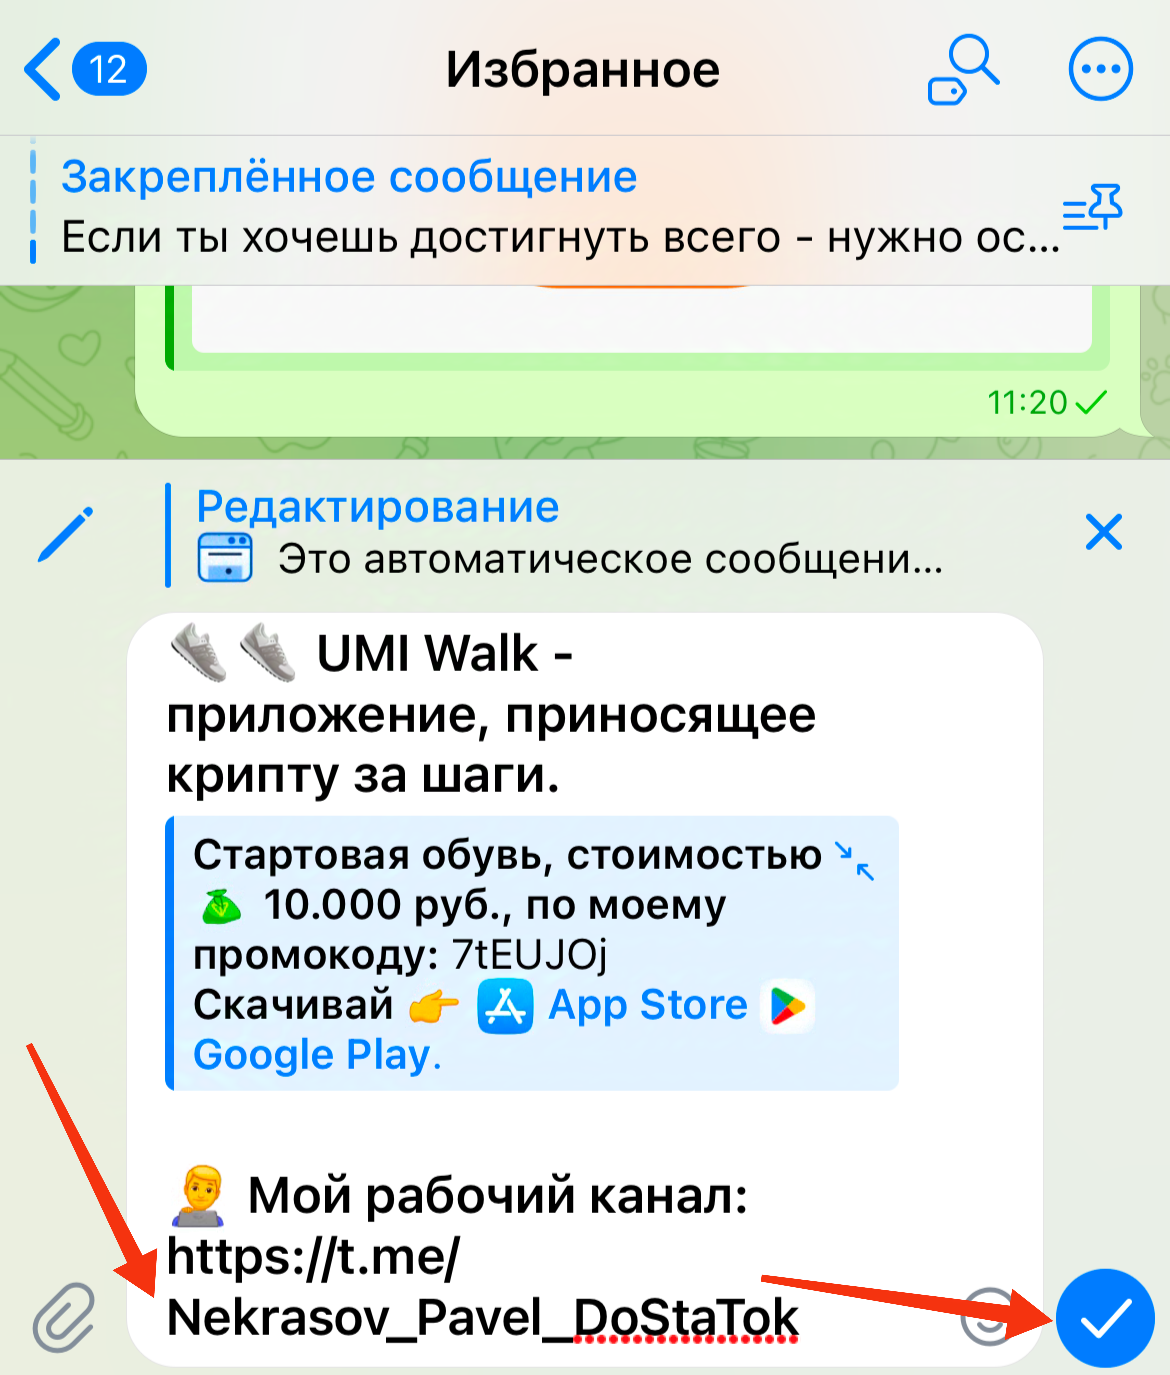 12
Избранное
Закреплённое сообщение
Если ты хочешь достигнуть всего - нужно ос...
11:20
Редактирование
Это автоматическое сообщени...
UMI Walk -
приложение, приносящее
крипту за шаги.
Стартовая обувь, стоимостью
10.000 руб., по моему
промокоду: 7tEUJOj
Скачивай App Store
Google Play.
Мой рабочий канал:
https://t.me/
Nekrasov_Pavel_DoStaTok